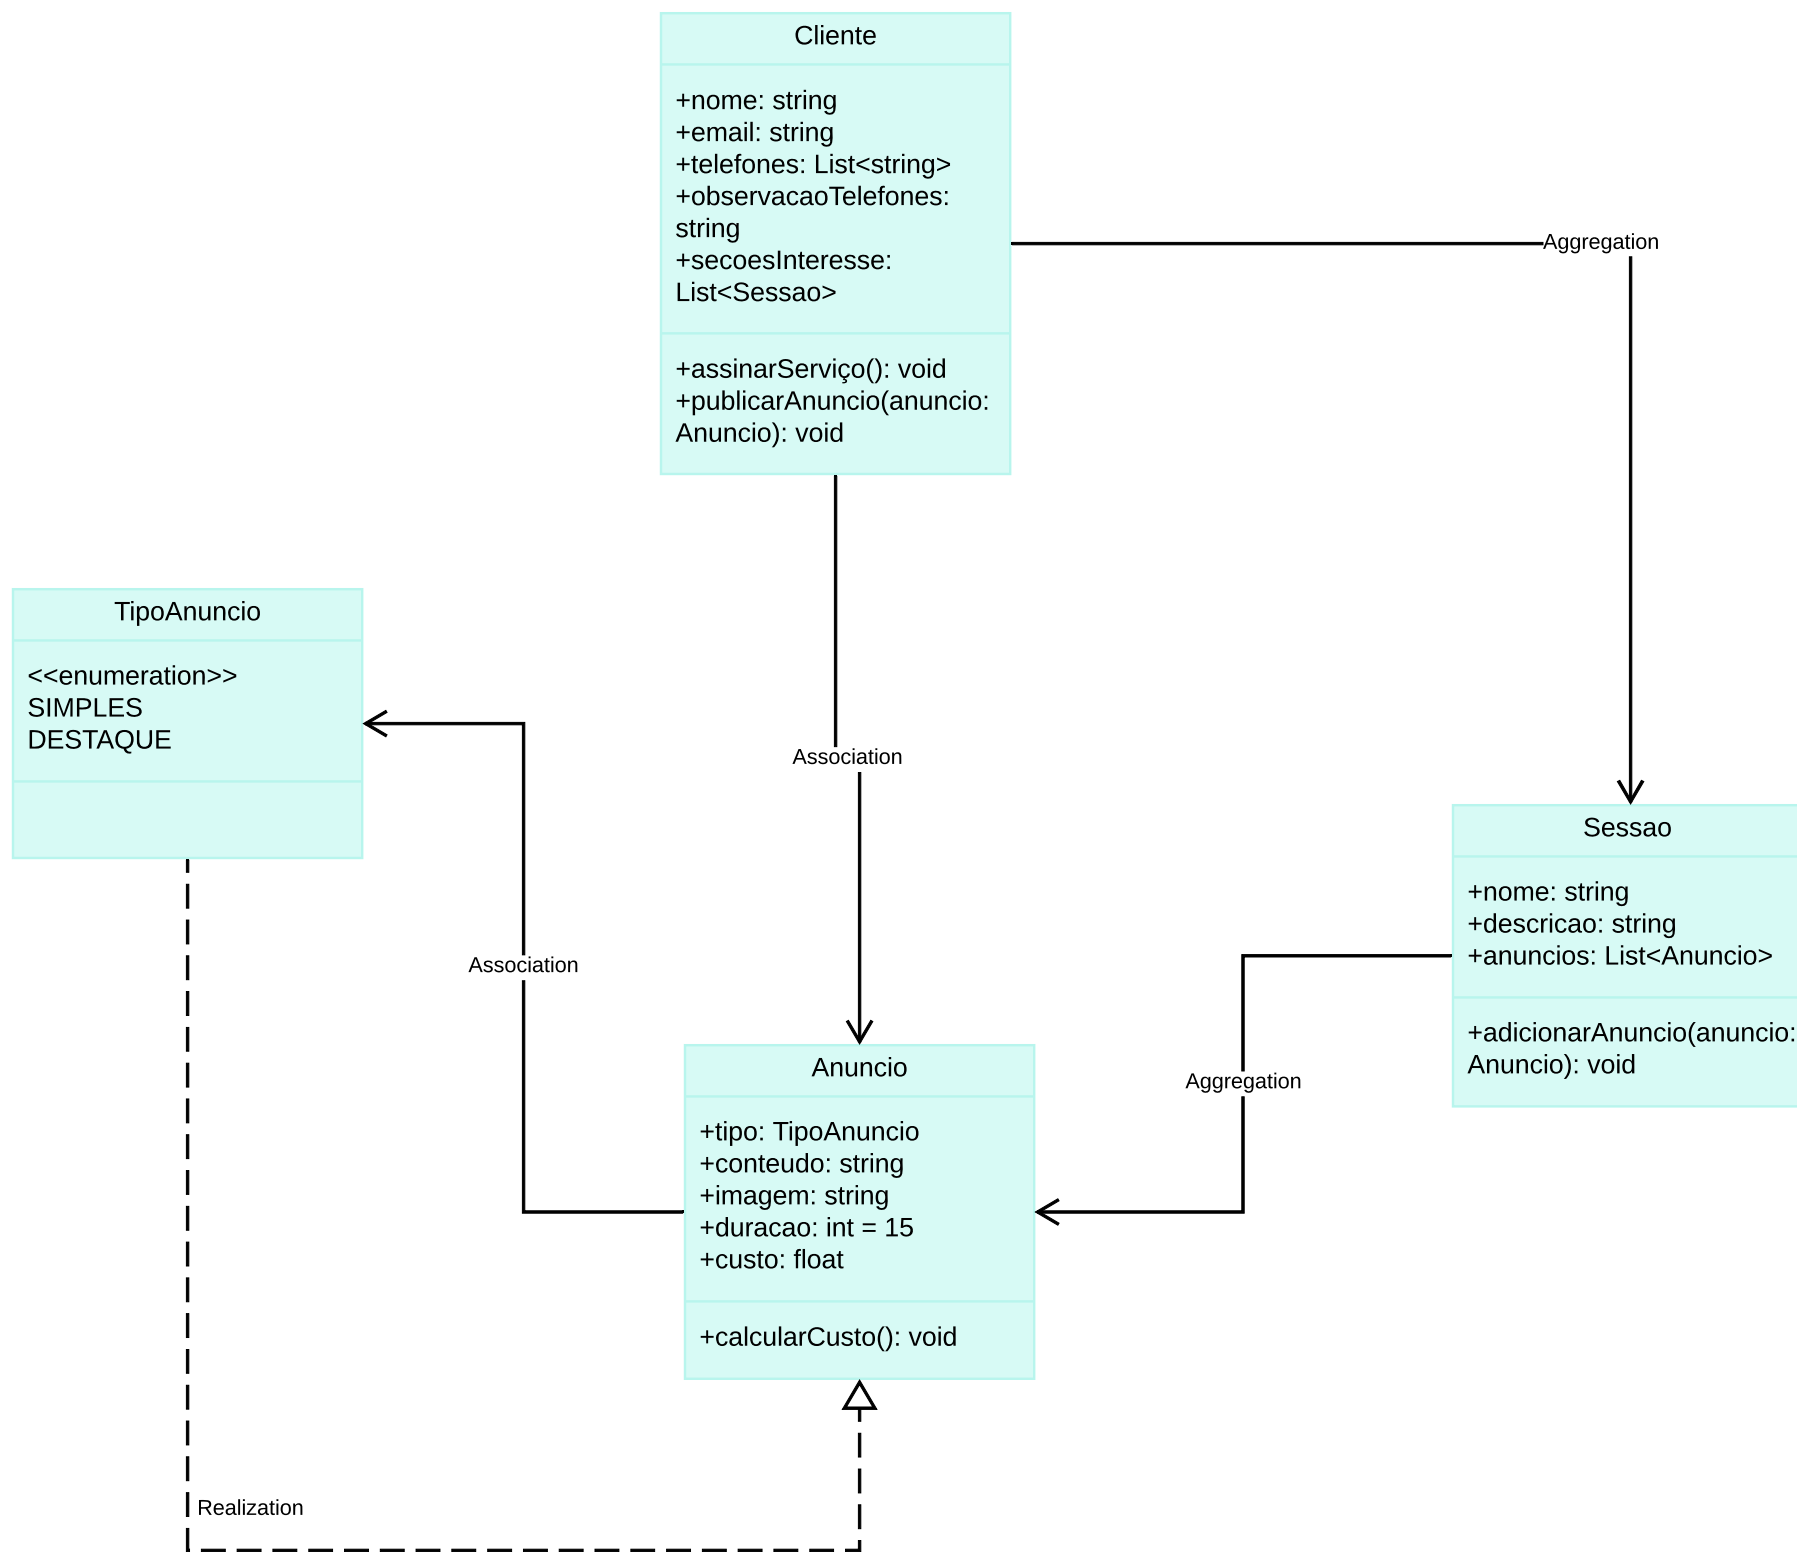 Cliente
+nome: string
+email: string
+telefones: List<string>
+observacaoTelefones:
string
+secoesInteresse:
List<Sessao>
+assinarServiço(): void
+publicarAnuncio(anuncio:
Anuncio): void
Aggregation
TipoAnuncio
<<enumeration>>
SIMPLES
DESTAQUE
Association
Sessao
+nome: string
+descricao: string
+anuncios: List<Anuncio>
+adicionarAnuncio(anuncio:
Anuncio): void
Association
Aggregation
Anuncio
+tipo: TipoAnuncio
+conteudo: string
+imagem: string
+duracao: int = 15
+custo: float
+calcularCusto(): void
Realization